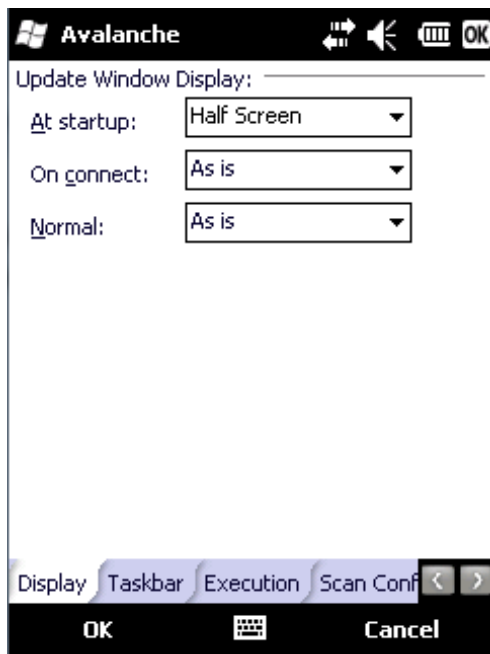 Avalanche OK
Update Window Display:
At startup: Half Screen
On connect: As is
Normal: As is
Display Taskbar Execution Scan Conf
OK Cancel